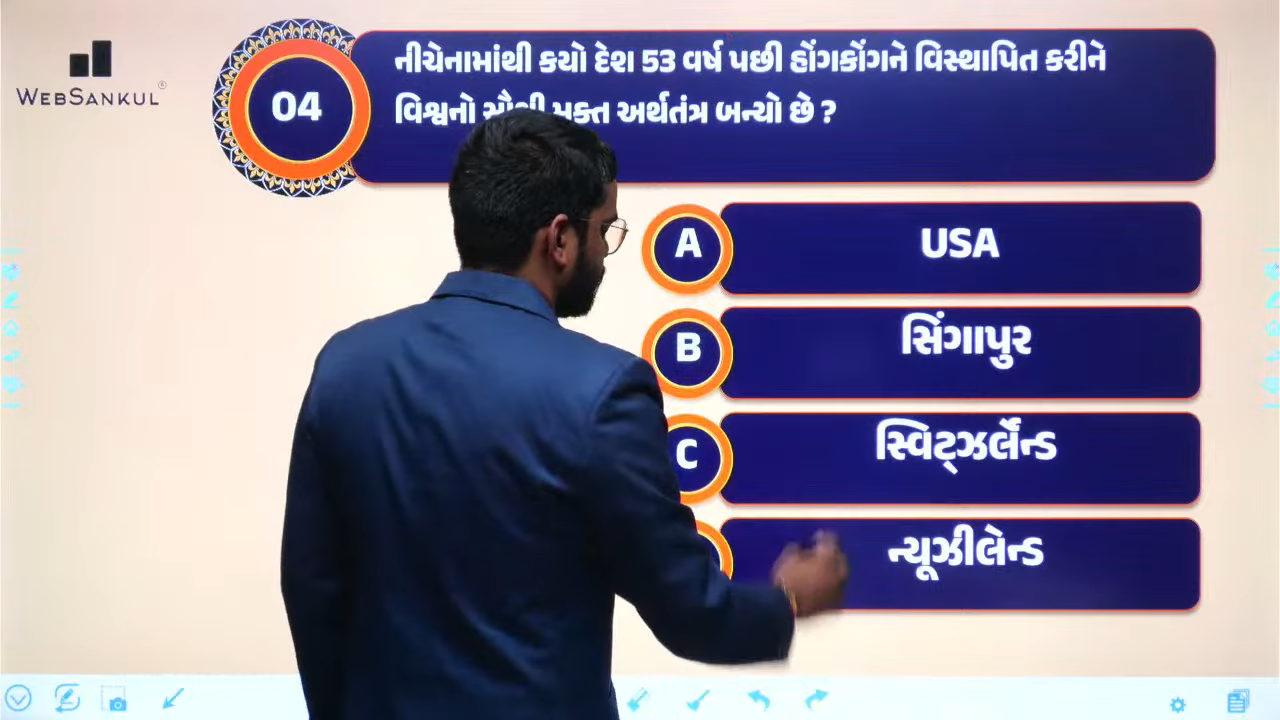 WEBSANKUL
04
નીચેનામાંથી કયો દેશ 53 વર્ષ પછી હોંગકોંગને વિસ્થાપિત કરીને
વિશ્વનો મુક્ત અર્થતંત્ર બન્યો છે ?
A
USA
B
સિંગાપુર
C
સ્વિટ્ઝર્લૅન્ડ
ન્યૂઝીલેન્ડ